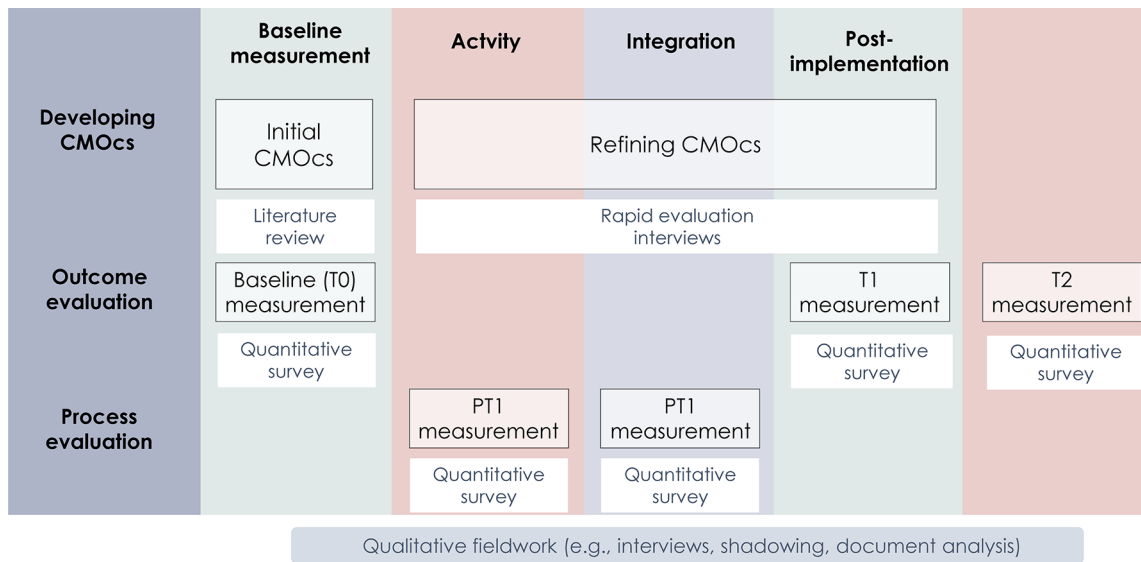 Baseline
measurement
Actvity
Integration
Post-
implementation
Developing
CMOcs
Initial
CMOcs
Refining CMOcs
Literature
review
Rapid evaluation
interviews
Outcome
evaluation
Baseline (T0)
measurement
T1
measurement
T2
measurement
Quantitative
survey
Quantitative
survey
Quantitative
survey
Process
evaluation
PT1
measurement
PT1
measurement
Quantitative
survey
Quantitative
survey
Qualitative fieldwork (e.g., interviews, shadowing, document analysis)